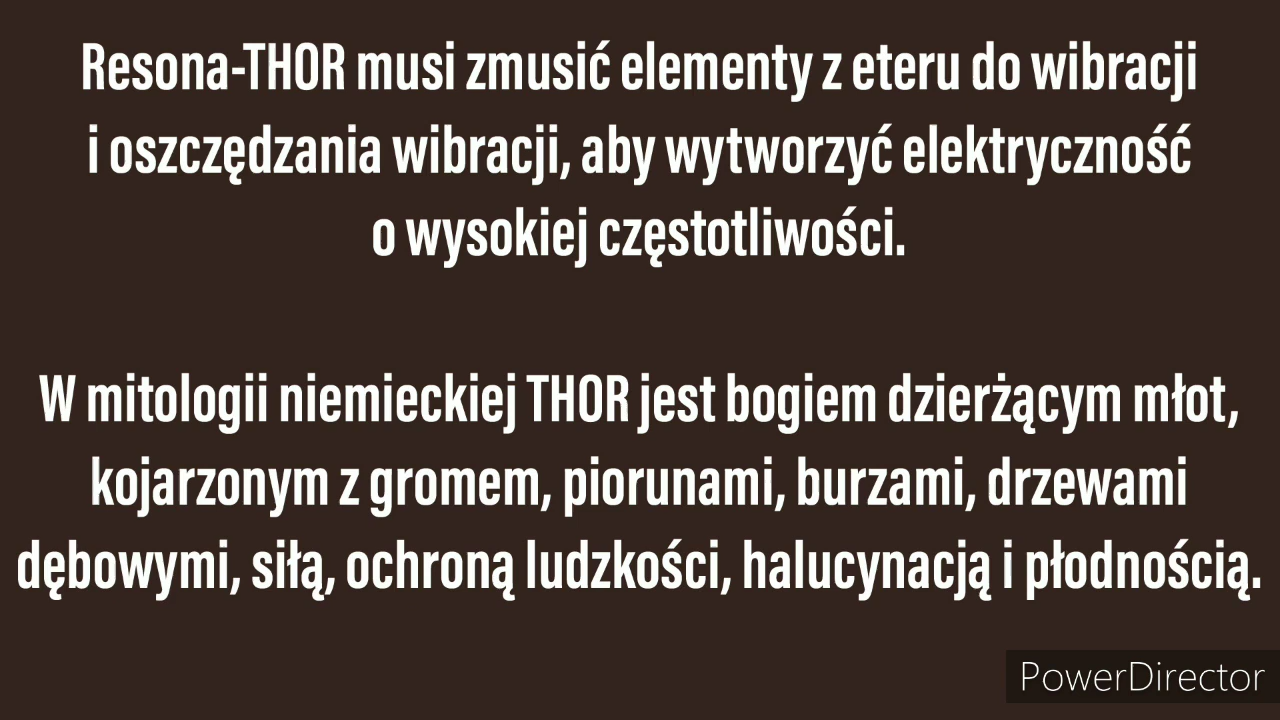 Resona-THOR musi zmusić elementy z eteru do wibracji
i oszczędzania wibracji, aby wytworzyć elektryczność
o wysokiej częstotliwości.
W mitologii niemieckiej THOR jest bogiem dzierżącym młot,
kojarzonym z gromem, piorunami, burzami, drzewami
dębowymi, siłą, ochroną ludzkości, halucynacją i płodnością.
PowerDirector